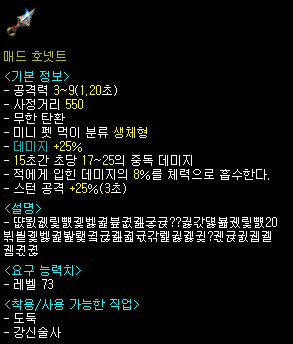 매드 호넷트
<기본 정보>
- 공격력 3~9(1.20초)
- 사정거리 550
- 무한 탄환
- 미니 펫 먹이 분류 생체형
- 데미지 +25%
- 15초간 초당 17~25의 중독 데미지
- 적에게 입힌 데미지의 8%를 체력으로 흡수한다.
- 스턴 공격 +25%(3초)
<설명>
<요구 능력치>
- 레벨 73
<착용/사용 가능한 직업>
- 도둑
- 강신술사